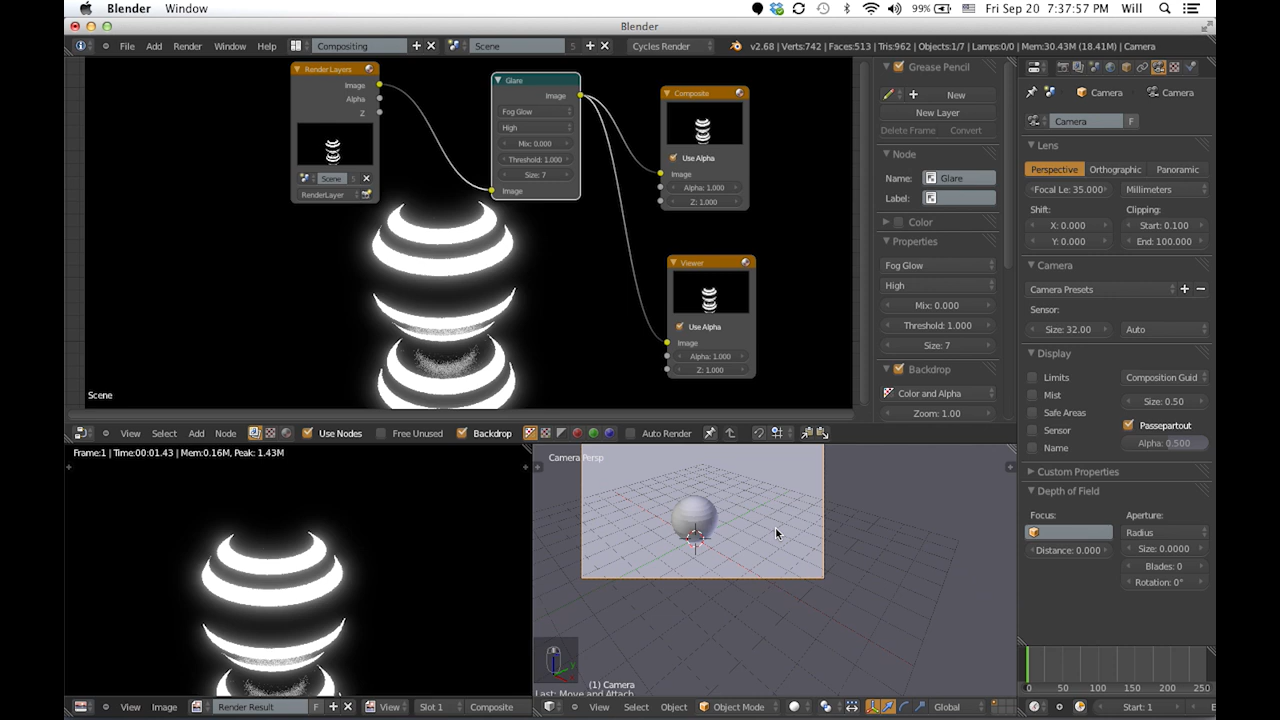 Blender Window 99% Fri Sep 20 7:37:57 PM Will
Blender
File Add Render Window Help Compositing Scene 5 Cycles Render v2.68 | Verts:742 | Faces:513 | Tris:962 | Objects:1/7 | Lamps:0/0 | Mem:30.43M (18.41M) | Camera
Render Layers
Image
Alpha
Z
Scene 5
RenderLayer
Glare
Image
Fog Glow
High
Mix: 0.000
Threshold: 1.000
Size: 7
Image
Composite
Use Alpha
Image
Alpha: 1.000
Z: 1.000
Viewer
Use Alpha
Image
Alpha: 1.000
Z: 1.000
Scene
Grease Pencil
New
New Layer
Delete Frame Convert
Node
Name: Glare
Label:
Color
Properties
Fog Glow
High
Mix: 0.000
Threshold: 1.000
Size: 7
Backdrop
Color and Alpha
Zoom: 1.00
Camera Camera
Camera F
Lens
Perspective Orthographic Panoramic
Focal Le: 35.000 Millimeters
Shift: Clipping:
X: 0.000 Start: 0.100
Y: 0.000 End: 100.000
Camera
Camera Presets
Sensor:
Size: 32.00 Auto
Display
Limits Composition Guid
Mist Size: 0.50
Safe Areas
Sensor Passepartout
Name Alpha: 0.500
Custom Properties
Depth of Field
Focus: Aperture:
Radius
Distance: 0.000 Size: 0.0000
Blades: 0
Rotation: 0°
View Select Add Node Use Nodes Free Unused Backdrop Auto Render
Frame:1 | Time:00:01.43 | Mem:0.16M, Peak: 1.43M
Camera Persp
(1) Camera
Last: Move and Attach
0 50 100 150 200 250
View Image Render Result F View Slot 1 Composite
View Select Object Object Mode Global
Start: 1